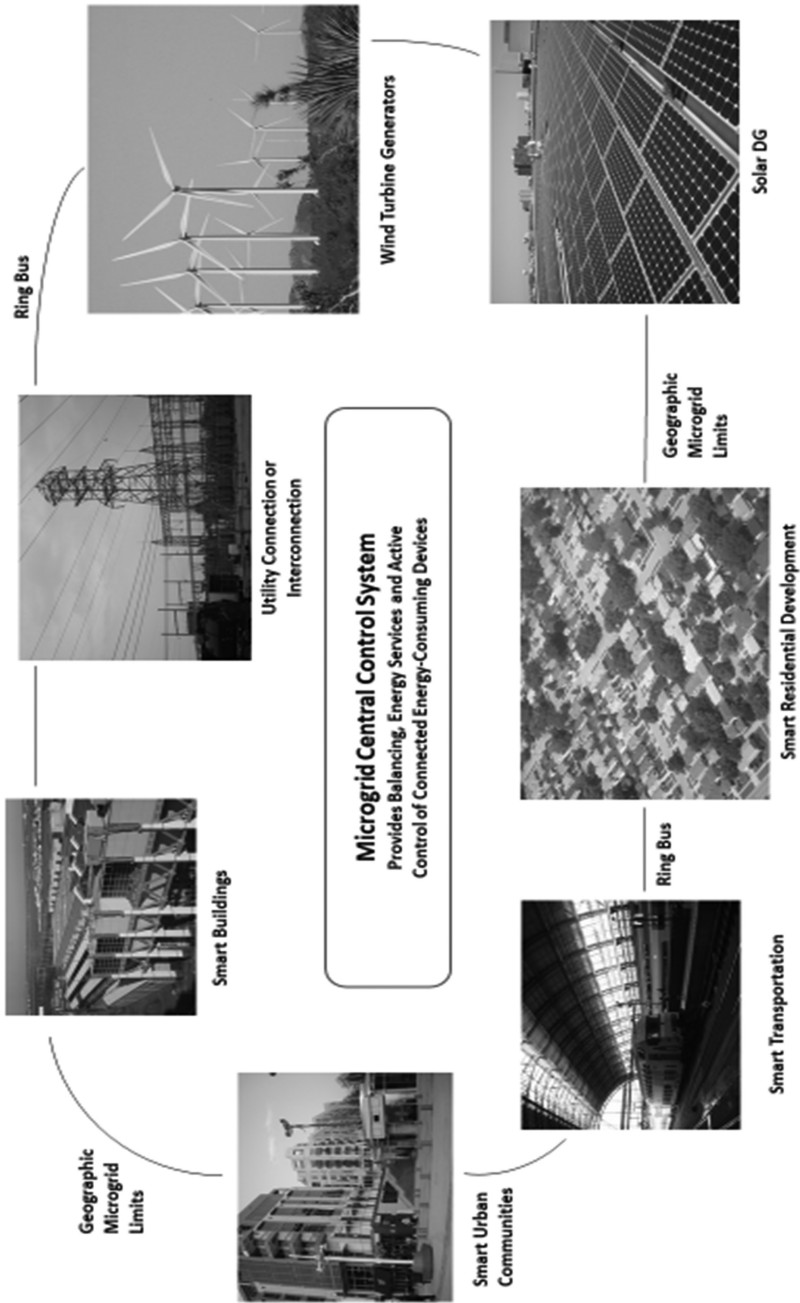 Ring Bus
Utility Connection or
Interconnection
Wind Turbine Generators
Smart Buildings
Geographic
Microgrid
Limits
Microgrid Central Control System
Provides Balancing, Energy Services and Active
Control of Connected Energy-Consuming Devices
Solar DG
Smart Urban
Communities
Geographic
Microgrid
Limits
Ring Bus
Smart Transportation
Smart Residential Development